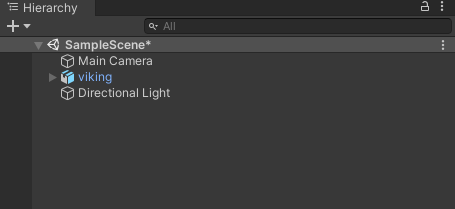 Hierarchy
All
SampleScene*
Main Camera
viking
Directional Light